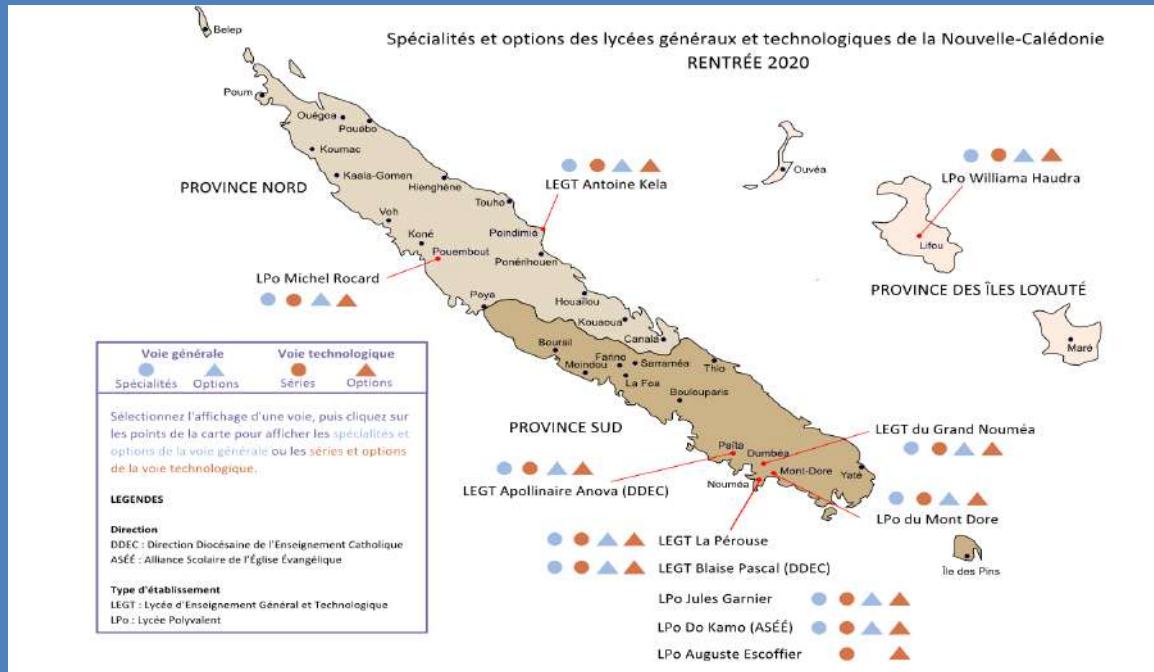 Spécialités et options des lycées généraux et technologiques de la Nouvelle-Calédonie
RENTRÉE 2020
Belep
Poum
Ouégoa
Pouébo
Koumac
Kaala-Gomen
Hienghène
PROVINCE NORD
Touho
Voh
Koné
Pouembout
Poindimié
Ponérihouen
LEGT Antoine Kela
Ouvéa
LPo Williama Haudra
Lifou
LPo Michel Rocard
Poya
Houaïlou
Kouaoua
Canala
PROVINCE DES ÎLES LOYAUTÉ
Maré
Bourail
Moindou
Farino
Sarraméa
La Foa
Thio
Boulouparis
PROVINCE SUD
Païta
Dumbéa
Mont-Dore
Nouméa
Yaté
LEGT du Grand Nouméa
LEGT Apollinaire Anova (DDEC)
LPo du Mont Dore
LEGT La Pérouse
LEGT Blaise Pascal (DDEC)
LPo Jules Garnier
LPo Do Kamo (ASÉÉ)
LPo Auguste Escoffier
Île des Pins
Voie générale
Voie technologique
Spécialités
Options
Séries
Options
Sélectionnez l'affichage d'une voie, puis cliquez sur
les points de la carte pour afficher les spécialités et
options de la voie générale ou les séries et options
de la voie technologique.
LEGENDES
Direction
DDEC : Direction Diocésaine de l'Enseignement Catholique
ASÉÉ : Alliance Scolaire de l'Église Évangélique
Type d'établissement
LEGT : Lycée d'Enseignement Général et Technologique
LPo : Lycée Polyvalent